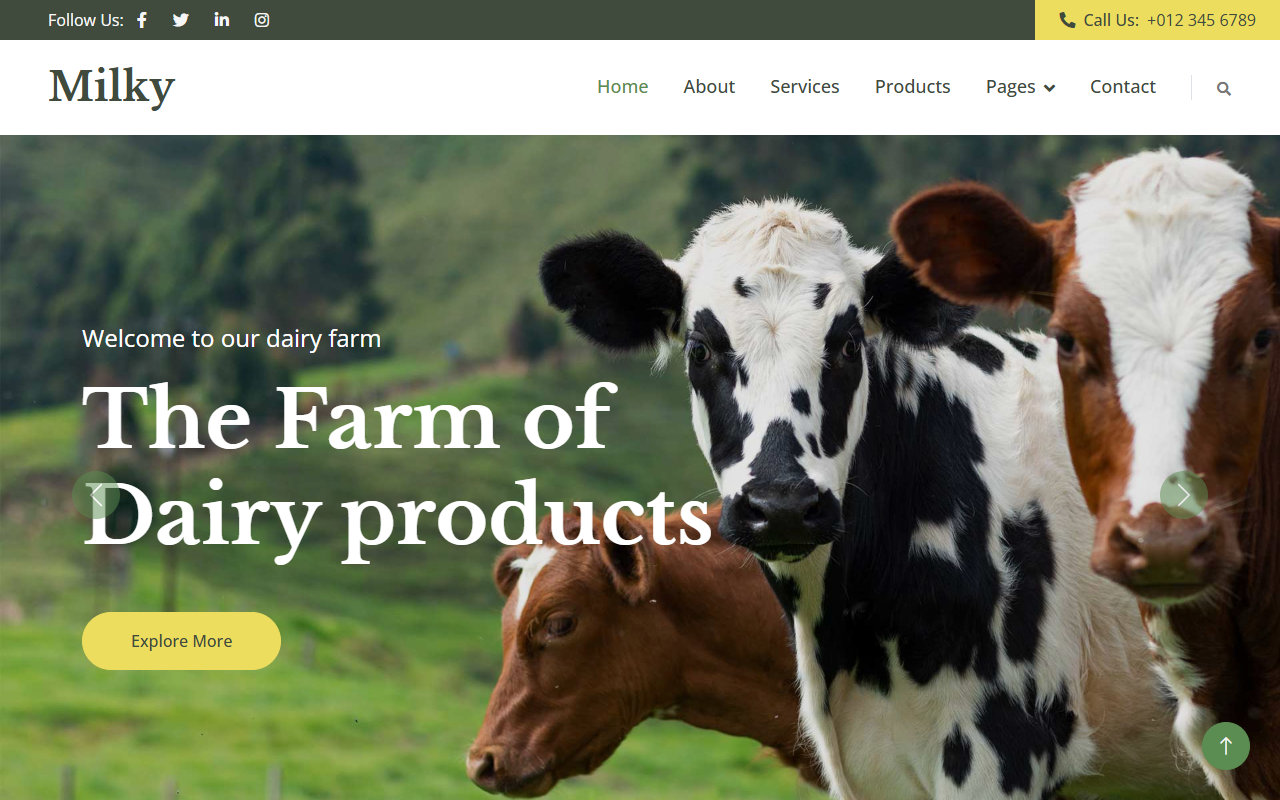 Follow Us:
Call Us: +012 345 6789
Milky
Home About Services Products Pages Contact
Welcome to our dairy farm
The Farm of
Dairy products
Explore More